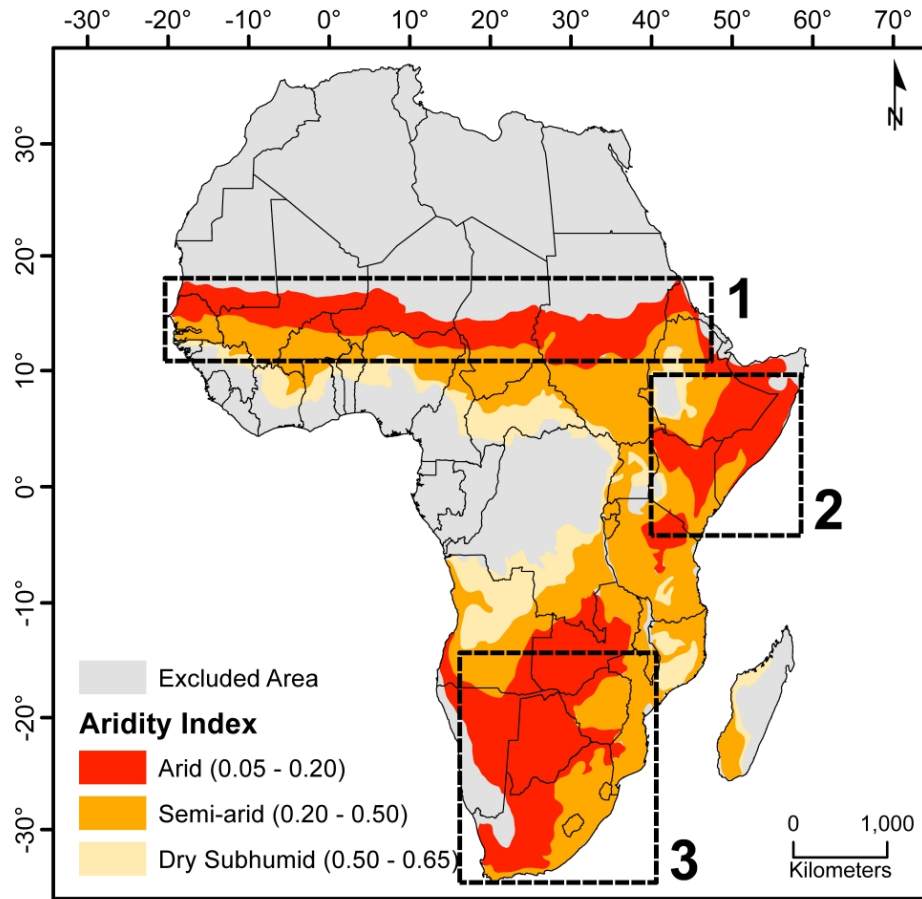 -30° -20° -10° 0° 10° 20° 30° 40° 50° 60° 70°
N
30°
20°
10°
0°
-10°
-20°
-30°
1
2
3
Excluded Area
Aridity Index
Arid (0.05 - 0.20)
Semi-arid (0.20 - 0.50)
Dry Subhumid (0.50 - 0.65)
0 1,000
Kilometers